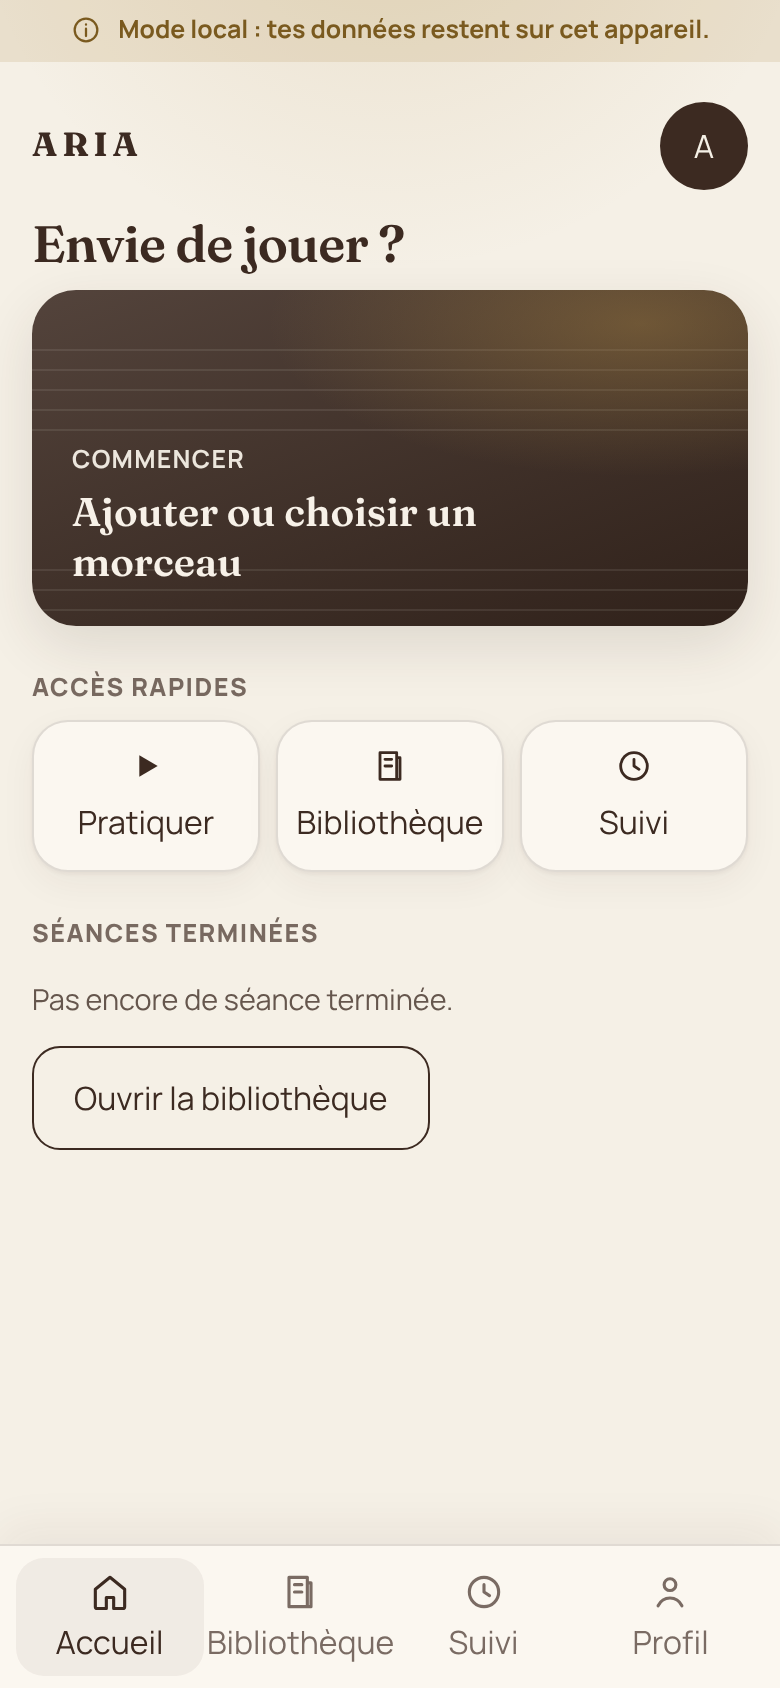 Mode local : tes données restent sur cet appareil.
ARIA
A
Envie de jouer ?
COMMENCER
Ajouter ou choisir un
morceau
ACCÈS RAPIDES
Pratiquer
Bibliothèque
Suivi
SÉANCES TERMINÉES
Pas encore de séance terminée.
Ouvrir la bibliothèque
Accueil
Bibliothèque
Suivi
Profil